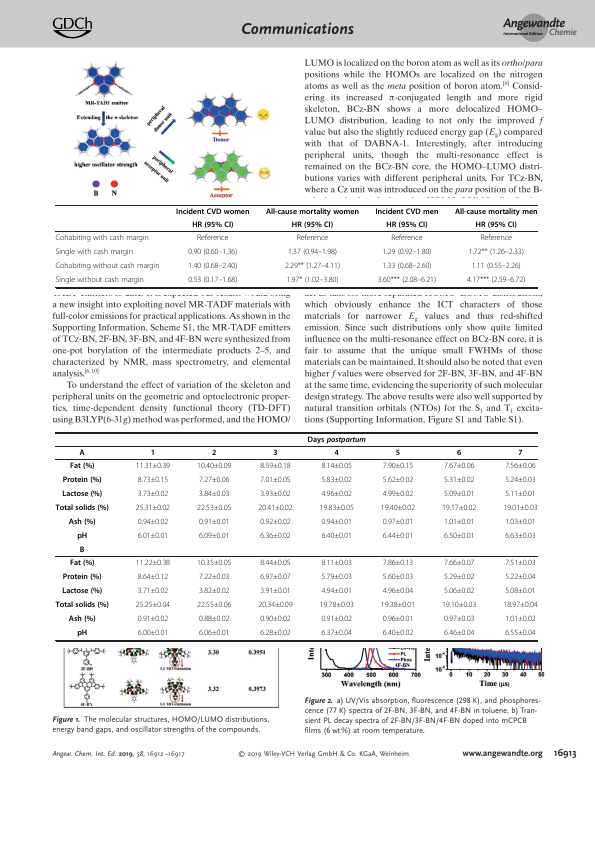 GDCh
Communications
Angewandte
International Edition
Chemie
MR-TADF emitter
Extending the π-skeleton
higher oscillator strength
B N
peripheral donor unit
peripheral acceptor unit
Donor
Acceptor
LUMO is localized on the boron atom as well as its ortho/para
positions while the HOMOs are localized on the nitrogen
atoms as well as the meta position of boron atom.[6] Consid-
ering its increased π-conjugated length and more rigid
skeleton, BCz-BN shows a more delocalized HOMO–
LUMO distribution, leading to not only the improved f
value but also the slightly reduced energy gap (Eg) compared
with that of DABNA-1. Interestingly, after introducing
peripheral units, though the multi-resonance effect is
remained on the BCz-BN core, the HOMO–LUMO distri-
butions varies with different peripheral units. For TCz-BN,
where a Cz unit was introduced on the para position of the B-
Incident CVD women All-cause mortality women Incident CVD men All-cause mortality men
HR (95% CI) HR (95% CI) HR (95% CI) HR (95% CI)
Cohabiting with cash margin Reference Reference Reference Reference
Single with cash margin 0.90 (0.60–1.36) 1.37 (0.94–1.98) 1.29 (0.92–1.80) 1.72** (1.26–2.33)
Cohabiting without cash margin 1.40 (0.68–2.40) 2.29** (1.27–4.11) 1.33 (0.68–2.60) 1.11 (0.55–2.26)
Single without cash margin 0.53 (0.17–1.68) 1.97* (1.02–3.80) 3.60*** (2.08–6.21) 4.17*** (2.59–6.72)
a new insight into exploiting novel MR-TADF materials with
full-color emissions for practical applications. As shown in the
Supporting Information, Scheme S1, the MR-TADF emitters
of TCz-BN, 2F-BN, 3F-BN, and 4F-BN were synthesized from
one-pot borylation of the intermediate products 2–5, and
characterized by NMR, mass spectrometry, and elemental
analysis.[6,10]
To understand the effect of variation of the skeleton and
peripheral units on the geometric and optoelectronic proper-
ties, time-dependent density functional theory (TD-DFT)
using B3LYP(6-31g) method was performed, and the HOMO/
which obviously enhance the ICT characters of those
materials for narrower Eg values and thus red-shifted
emission. Since such distributions only show quite limited
influence on the multi-resonance effect on BCz-BN core, it is
fair to assume that the unique small FWHMs of those
materials can be maintained. It should be also noted that even
higher f values were observed for 2F-BN, 3F-BN, and 4F-BN
at the same time, evidencing the superiority of such molecular
design strategy. The above results were also well supported by
natural transition orbitals (NTOs) for the S1 and T1 excita-
tions (Supporting Information, Figure S1 and Table S1).
Days postpartum
A 1 2 3 4 5 6 7
Fat (%) 11.31±0.39 10.40±0.09 8.59±0.18 8.14±0.05 7.90±0.15 7.67±0.06 7.56±0.06
Protein (%) 8.73±0.15 7.27±0.06 7.01±0.05 5.83±0.02 5.62±0.02 5.31±0.02 5.24±0.03
Lactose (%) 3.73±0.02 3.84±0.03 3.93±0.02 4.96±0.02 4.99±0.02 5.09±0.01 5.11±0.01
Total solids (%) 25.31±0.02 22.53±0.05 20.41±0.02 19.83±0.05 19.40±0.02 19.17±0.02 19.01±0.03
Ash (%) 0.94±0.02 0.91±0.01 0.92±0.02 0.94±0.01 0.97±0.01 1.01±0.01 1.03±0.01
pH 6.01±0.01 6.09±0.01 6.36±0.02 6.40±0.01 6.44±0.01 6.50±0.01 6.63±0.03
B
Fat (%) 11.22±0.38 10.35±0.05 8.44±0.05 8.11±0.03 7.86±0.13 7.66±0.07 7.51±0.03
Protein (%) 8.64±0.12 7.22±0.03 6.97±0.07 5.79±0.03 5.60±0.03 5.29±0.02 5.22±0.04
Lactose (%) 3.71±0.02 3.82±0.02 3.91±0.01 4.94±0.01 4.96±0.04 5.06±0.02 5.08±0.01
Total solids (%) 25.25±0.04 22.55±0.06 20.34±0.09 19.78±0.03 19.38±0.01 19.10±0.03 18.97±0.04
Ash (%) 0.91±0.02 0.88±0.02 0.90±0.02 0.91±0.02 0.96±0.01 0.97±0.03 1.01±0.02
pH 6.00±0.01 6.06±0.01 6.28±0.02 6.37±0.04 6.40±0.02 6.46±0.04 6.55±0.04
3F-BN 3.30 0.3951
4F-BN 3.32 0.3973
Figure 1. The molecular structures, HOMO/LUMO distributions,
energy band gaps, and oscillator strengths of the compounds.
Inte
PL
Phos
4F-BN
300 400 500 600 700
Wavelength (nm)
Inte
0 10 20 30 40 50
Time (μs)
Figure 2. a) UV/Vis absorption, fluorescence (298 K), and phosphores-
cence (77 K) spectra of 2F-BN, 3F-BN, and 4F-BN in toluene. b) Tran-
sient PL decay spectra of 2F-BN/3F-BN/4F-BN doped into mCPCB
films (6 wt%) at room temperature.
Angew. Chem. Int. Ed. 2019, 58, 16912–16917
© 2019 Wiley-VCH Verlag GmbH & Co. KGaA, Weinheim
www.angewandte.org 16913